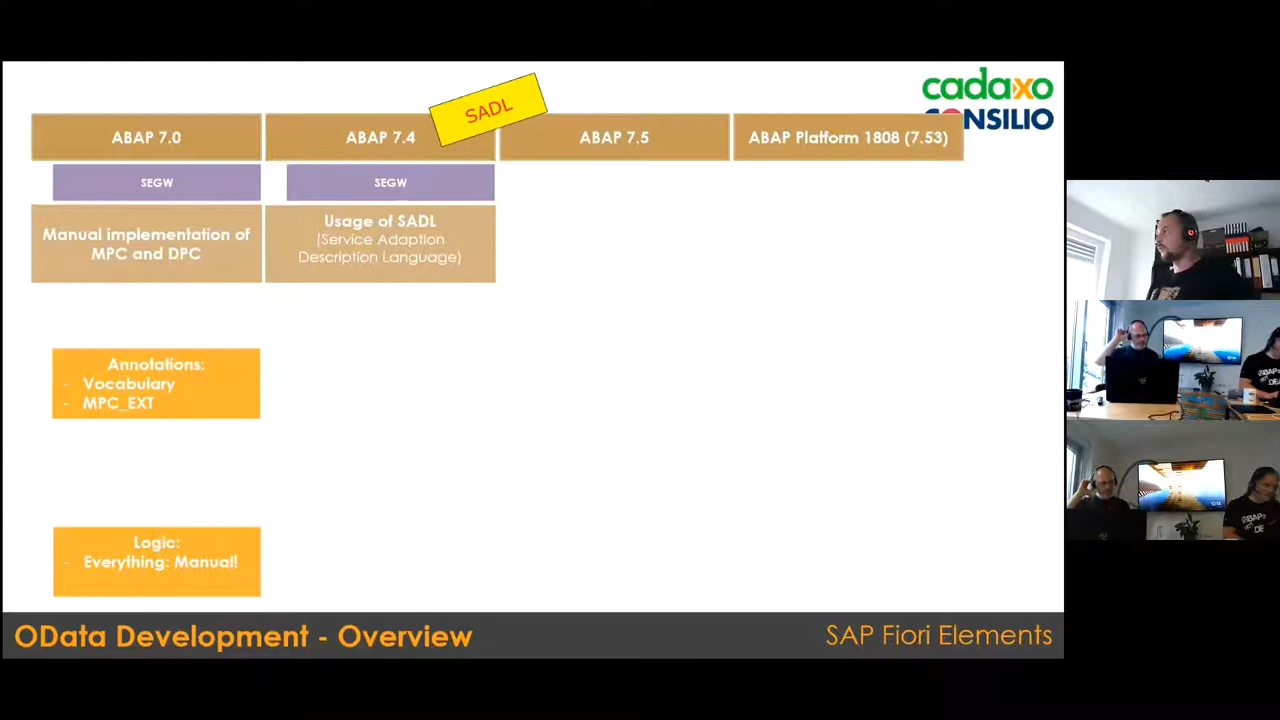 cadaxo
CONSILIO
SADL
ABAP 7.0
ABAP 7.4
ABAP 7.5
ABAP Platform 1808 (7.53)
SEGW
SEGW
Manual implementation of
MPC and DPC
Usage of SADL
(Service Adaption
Description Language)
Annotations:
- Vocabulary
- MPC_EXT
Logic:
- Everything: Manual!
OData Development - Overview
SAP Fiori Elements